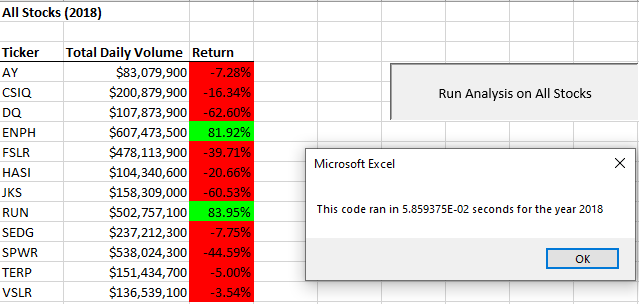 All Stocks (2018)
Ticker Total Daily Volume Return
AY $83,079,900 -7.28%
CSIQ $200,879,900 -16.34%
DQ $107,873,900 -62.60%
ENPH $607,473,500 81.92%
FSLR $478,113,900 -39.71%
HASI $104,340,600 -20.66%
JKS $158,309,000 -60.53%
RUN $502,757,100 83.95%
SEDG $237,212,300 -7.75%
SPWR $538,024,300 -44.59%
TERP $151,434,700 -5.00%
VSLR $136,539,100 -3.54%
Run Analysis on All Stocks
Microsoft Excel
This code ran in 5.859375E-02 seconds for the year 2018
OK